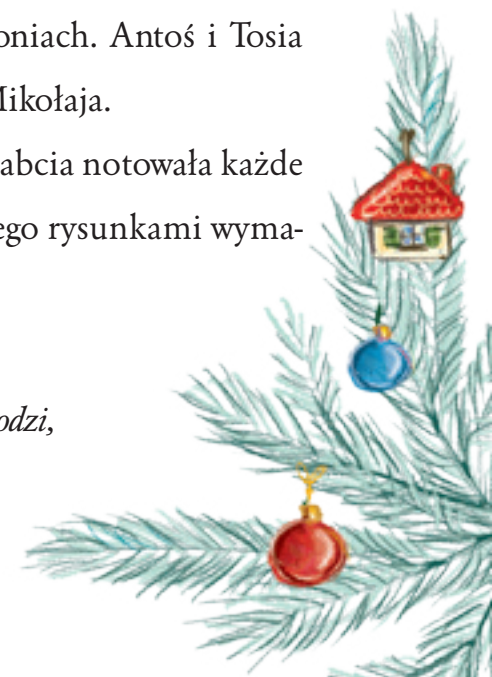 oniach. Antoś i Tosia
Mikołaja.
abcia notowała każde
ego rysunkami wyma-
odzi,